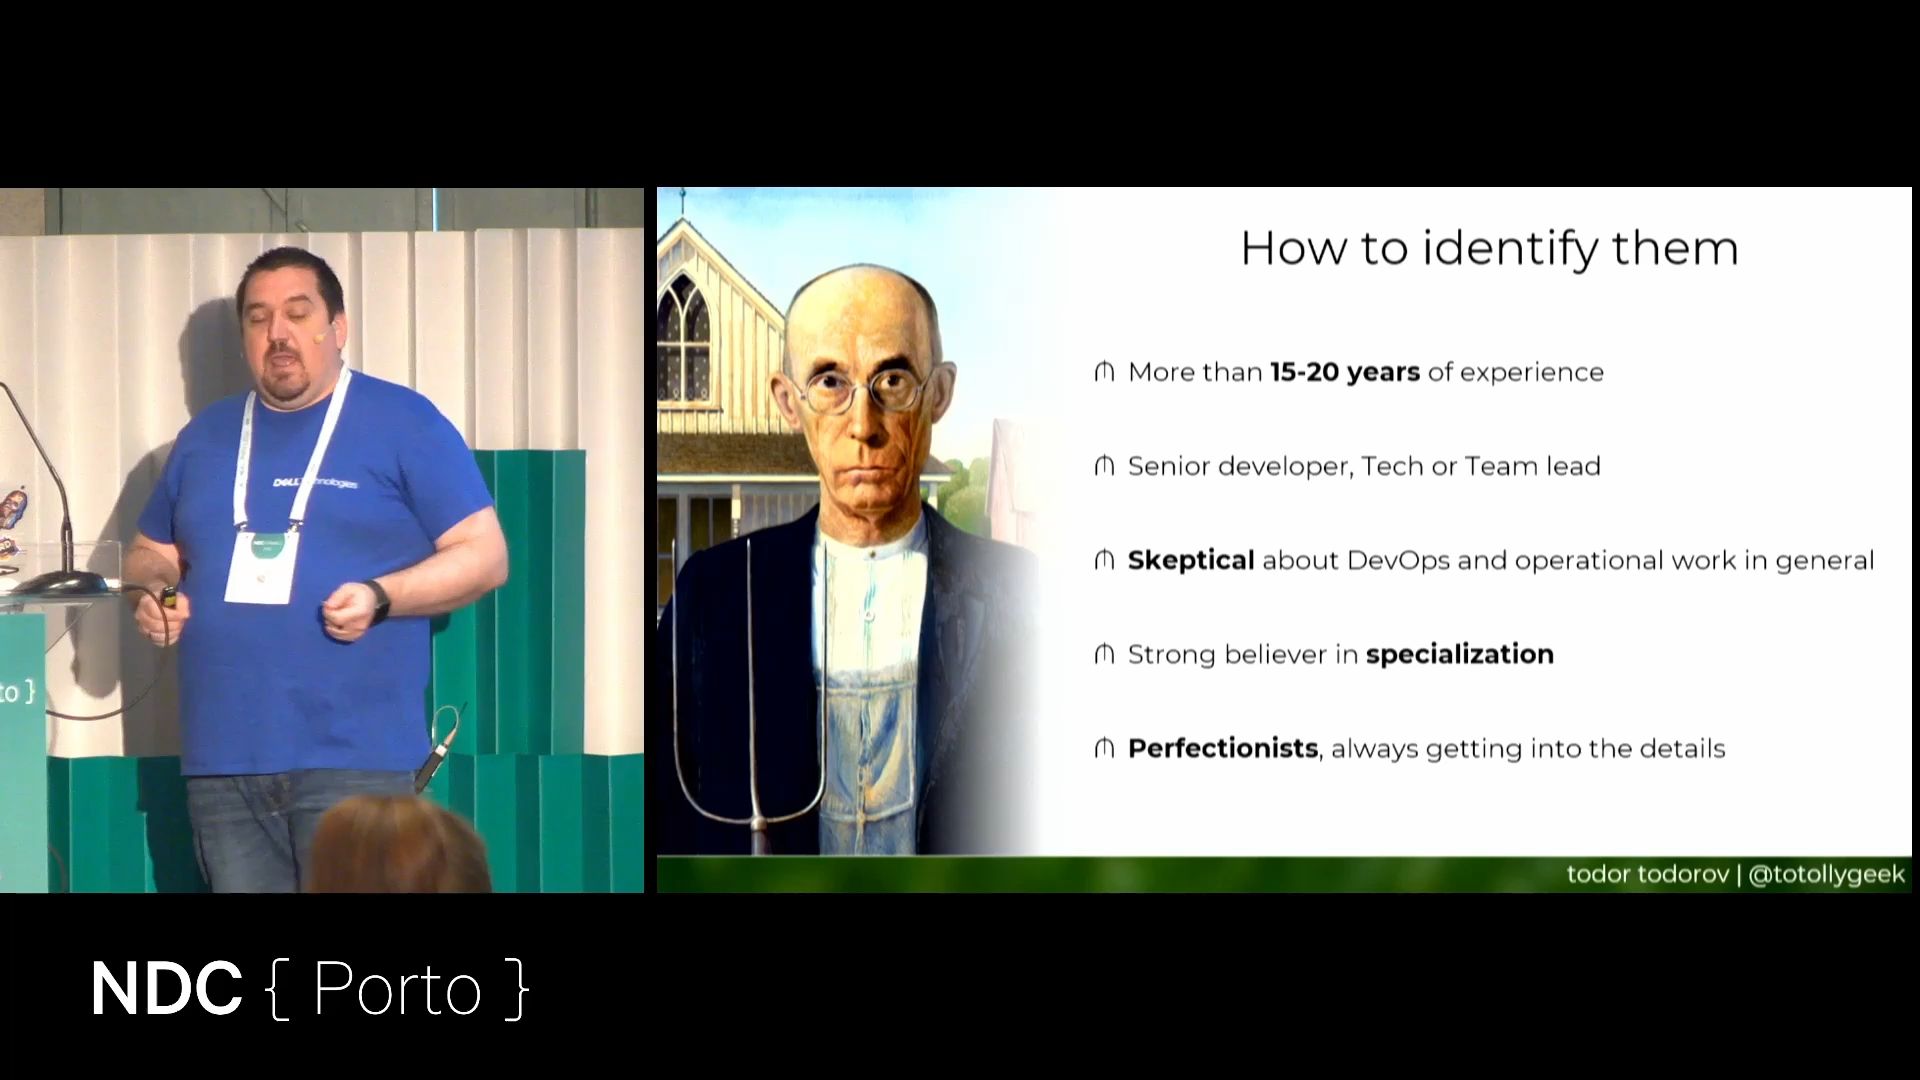 How to identify them
More than 15-20 years of experience
Senior developer, Tech or Team lead
Skeptical about DevOps and operational work in general
Strong believer in specialization
Perfectionists, always getting into the details
todor todorov | @totollygeek
to }
NDC { Porto }